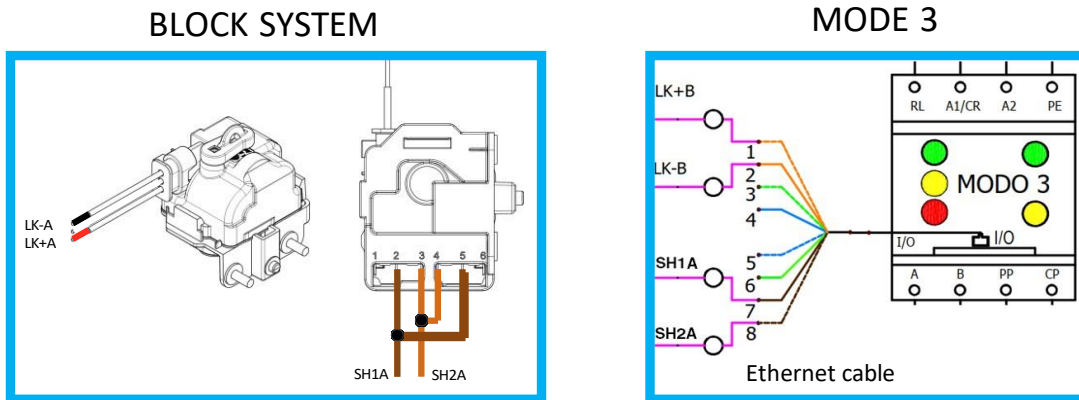 BLOCK SYSTEM
LK-A
LK+A
1 2 3 4 5 6
SH1A SH2A
MODE 3
LK+B
LK-B
SH1A
SH2A
1
2
3
4
5
6
7
8
RL A1/CR A2 PE
MODO 3
I/O I/O
A B PP CP
Ethernet cable